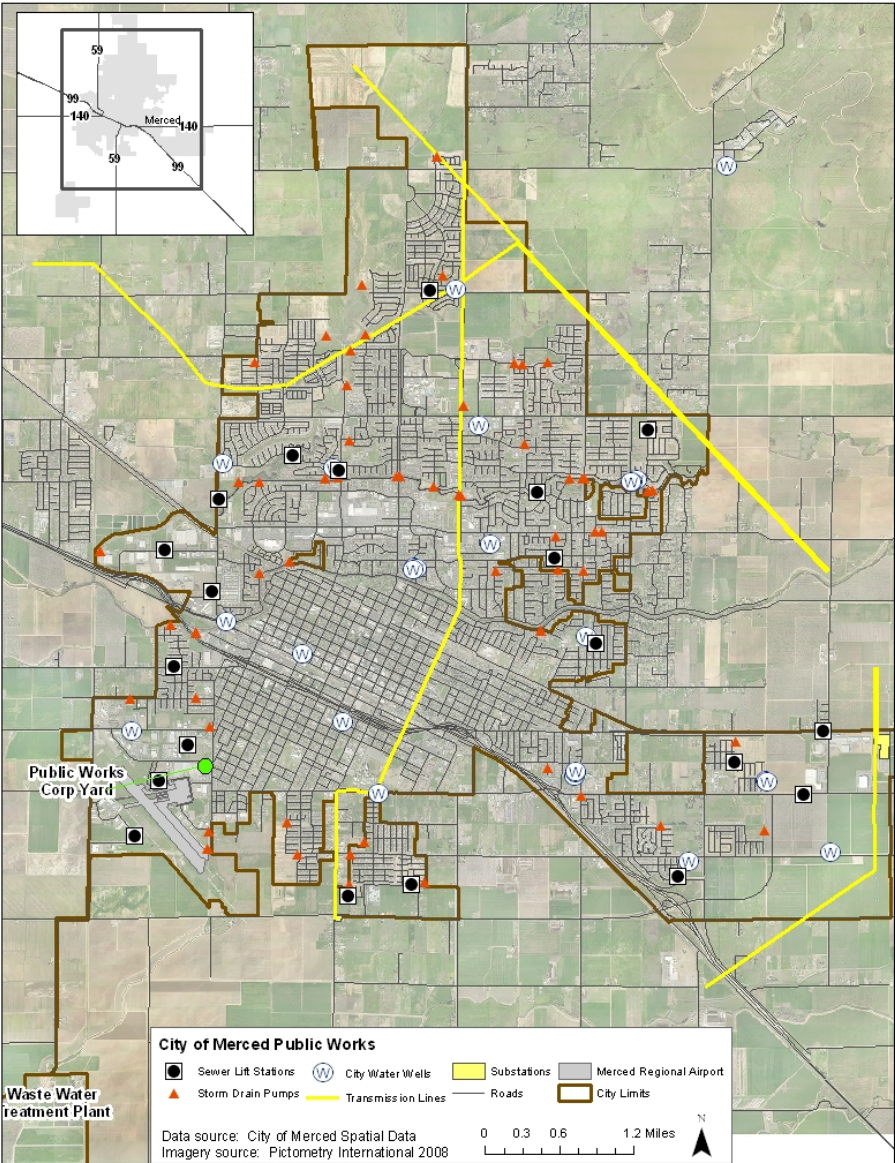 59
99
140
Merced
140
59
99
W
W
W
W
W
W
W
W
W
W
W
W
W
W
Public Works
Corp Yard
W
W
W
W
W
City of Merced Public Works
Sewer Lift Stations
W
City Water Wells
Substations
Merced Regional Airport
Storm Drain Pumps
Transmission Lines
Roads
City Limits
Waste Water
Treatment Plant
Data source: City of Merced Spatial Data
Imagery source: Pictometry International 2008
0 0.3 0.6 1.2 Miles
N